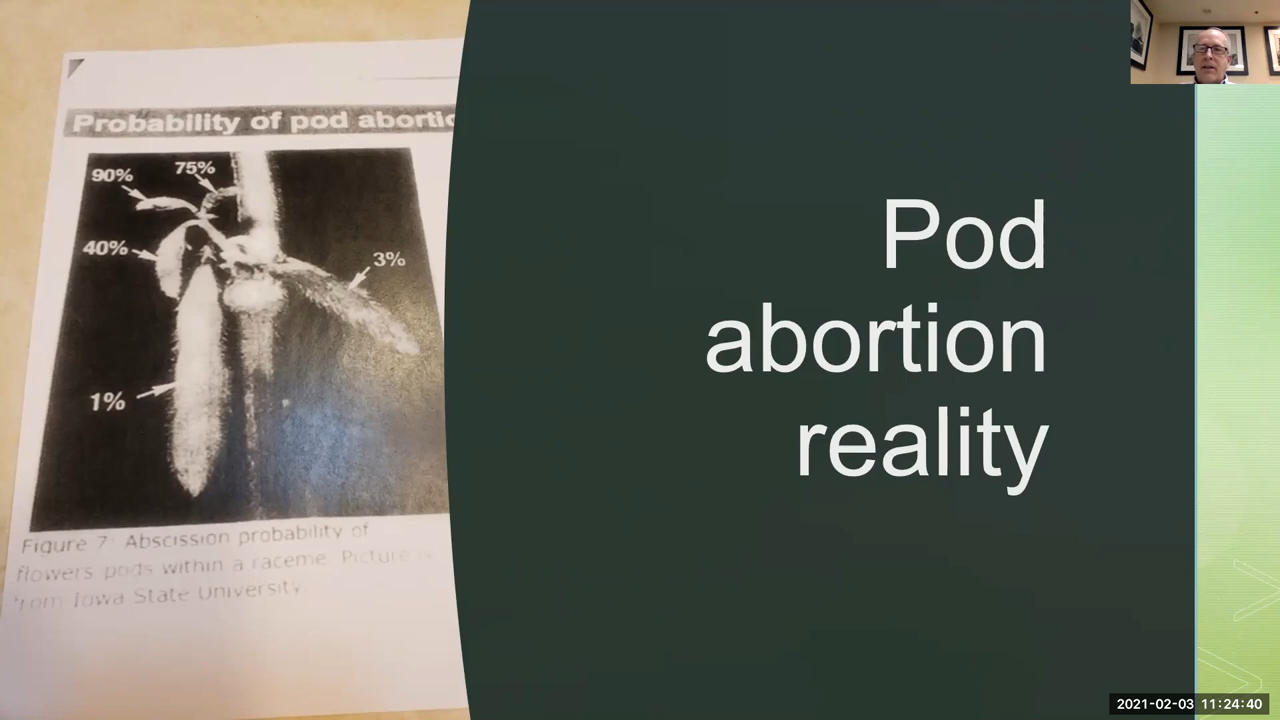 Probability of pod abortio
90%
75%
40%
3%
1%
Figure 7: Abscission probability of
flowers pods within a raceme. Picture is
from Iowa State University
Pod
abortion
reality
2021-02-03 11:24:40